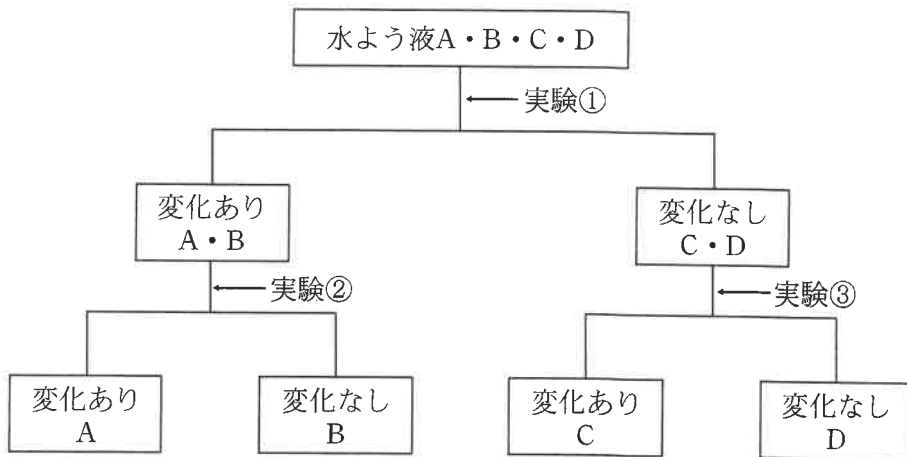 水よう液A・B・C・D
実験①
変化あり
A・B
変化なし
C・D
実験②
実験③
変化あり
A
変化なし
B
変化あり
C
変化なし
D